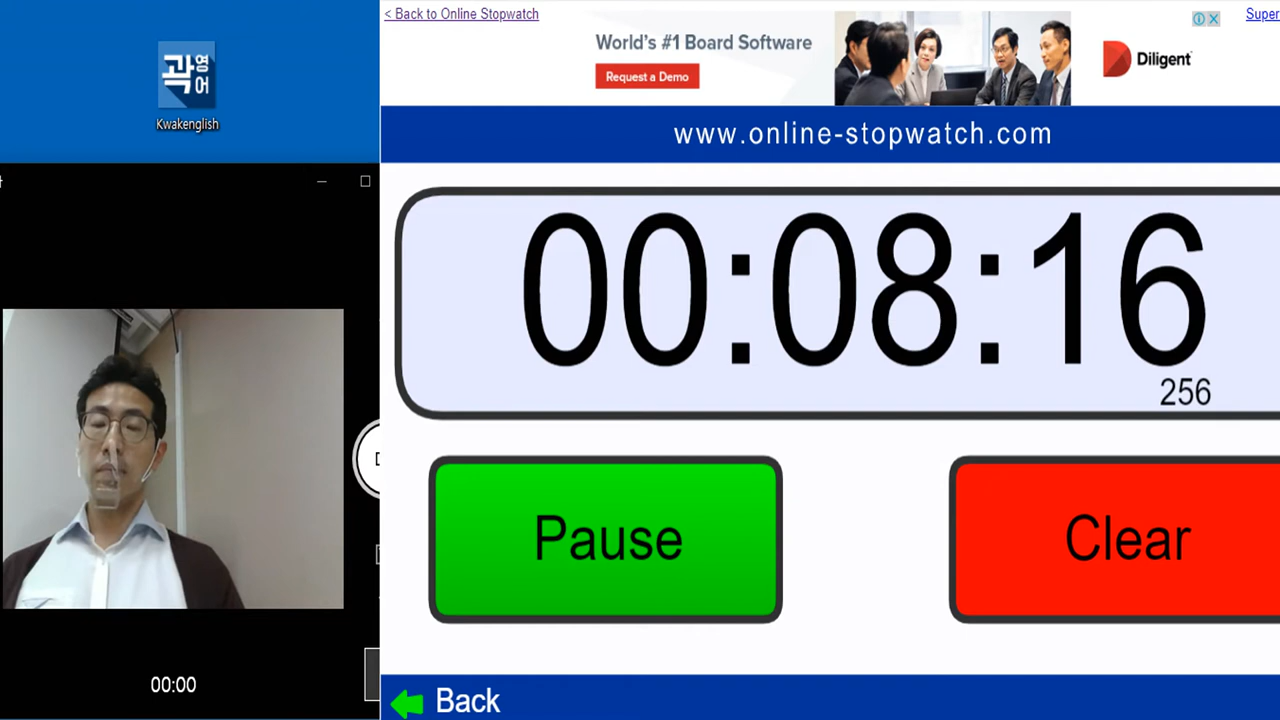 곽영어
Kwakenglish
00:00
< Back to Online Stopwatch
World's #1 Board Software
Request a Demo
Diligent
Super
www.online-stopwatch.com
00:08:16
256
Pause
Clear
Back